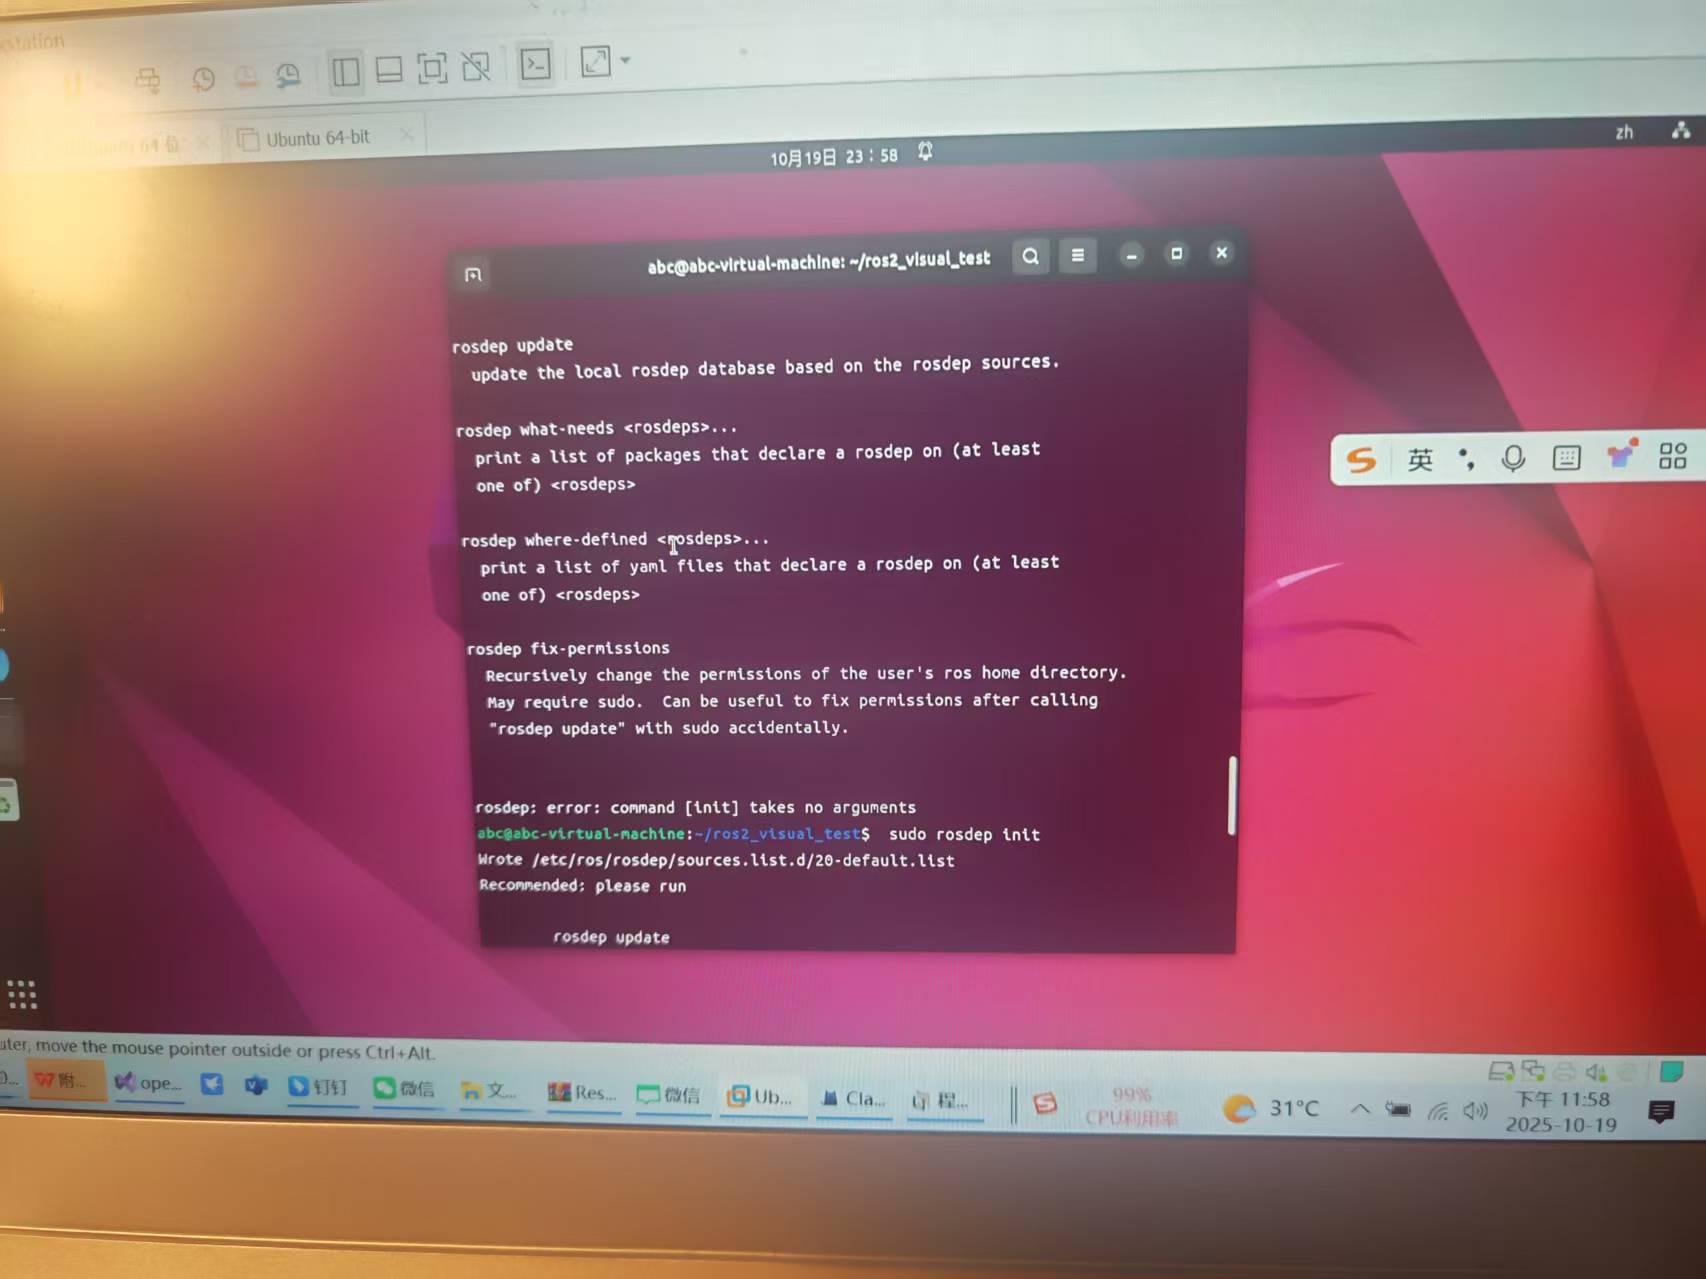 station
Ubuntu 64-bit
10月19日 23：58
zh
abc@abc-virtual-machine: ~/ros2_visual_test
rosdep update
update the local rosdep database based on the rosdep sources.
rosdep what-needs <rosdeps>...
print a list of packages that declare a rosdep on (at least
one of) <rosdeps>
rosdep where-defined <rosdeps>...
print a list of yaml files that declare a rosdep on (at least
one of) <rosdeps>
rosdep fix-permissions
Recursively change the permissions of the user's ros home directory.
May require sudo.  Can be useful to fix permissions after calling
"rosdep update" with sudo accidentally.
rosdep: error: command [init] takes no arguments
abc@abc-virtual-machine:~/ros2_visual_test$  sudo rosdep init
Wrote /etc/ros/rosdep/sources.list.d/20-default.list
Recommended: please run
rosdep update
英
uter, move the mouse pointer outside or press Ctrl+Alt.
附... ope... 钉钉 微信 文... Res... 微信 Ub... Cla... 程...
99%
CPU利用率
31°C
下午 11:58
2025-10-19